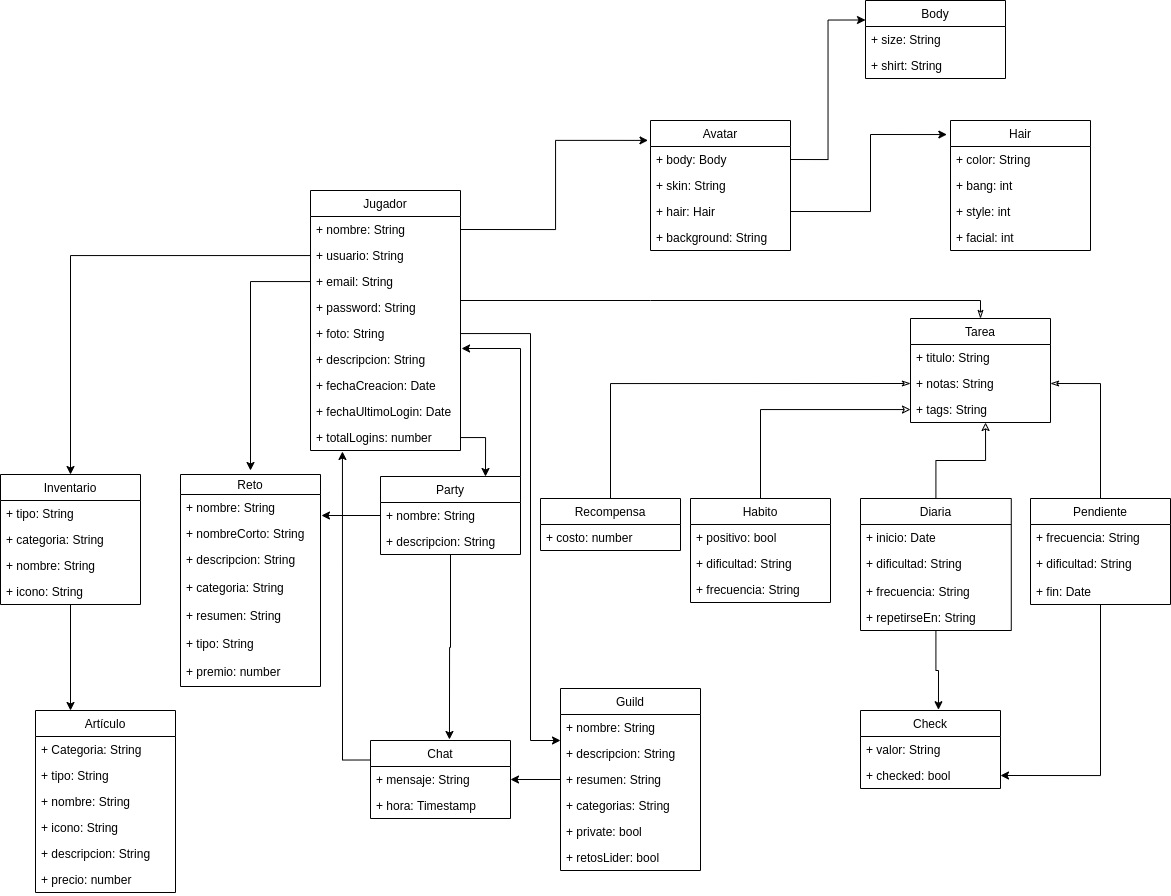 Body
+ size: String
+ shirt: String
Avatar
+ body: Body
+ skin: String
+ hair: Hair
+ background: String
Hair
+ color: String
+ bang: int
+ style: int
+ facial: int
Jugador
+ nombre: String
+ usuario: String
+ email: String
+ password: String
+ foto: String
+ descripcion: String
+ fechaCreacion: Date
+ fechaUltimoLogin: Date
+ totalLogins: number
Tarea
+ titulo: String
+ notas: String
+ tags: String
Inventario
+ tipo: String
+ categoria: String
+ nombre: String
+ icono: String
Reto
+ nombre: String
+ nombreCorto: String
+ descripcion: String
+ categoria: String
+ resumen: String
+ tipo: String
+ premio: number
Party
+ nombre: String
+ descripcion: String
Recompensa
+ costo: number
Habito
+ positivo: bool
+ dificultad: String
+ frecuencia: String
Diaria
+ inicio: Date
+ dificultad: String
+ frecuencia: String
+ repetirseEn: String
Pendiente
+ frecuencia: String
+ dificultad: String
+ fin: Date
Artículo
+ Categoria: String
+ tipo: String
+ nombre: String
+ icono: String
+ descripcion: String
+ precio: number
Chat
+ mensaje: String
+ hora: Timestamp
Guild
+ nombre: String
+ descripcion: String
+ resumen: String
+ categorias: String
+ private: bool
+ retosLider: bool
Check
+ valor: String
+ checked: bool